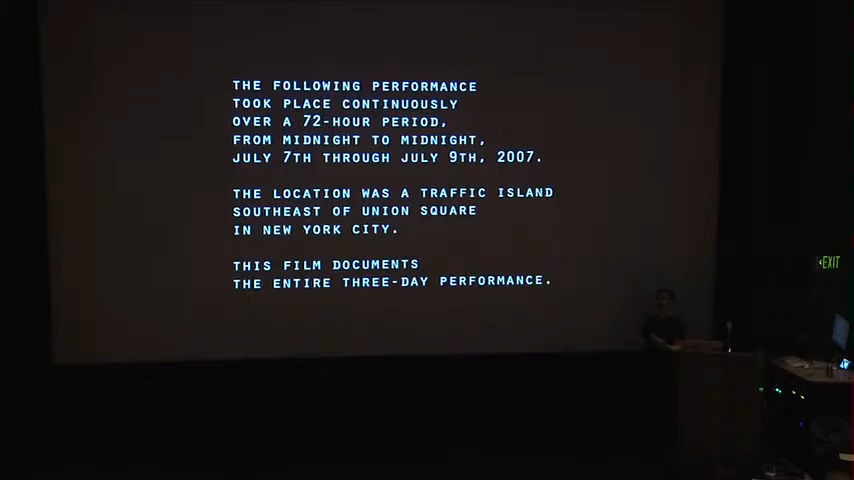 THE FOLLOWING PERFORMANCE
TOOK PLACE CONTINUOUSLY
OVER A 72-HOUR PERIOD,
FROM MIDNIGHT TO MIDNIGHT,
JULY 7TH THROUGH JULY 9TH, 2007.
THE LOCATION WAS A TRAFFIC ISLAND
SOUTHEAST OF UNION SQUARE
IN NEW YORK CITY.
THIS FILM DOCUMENTS
THE ENTIRE THREE-DAY PERFORMANCE.
EXIT